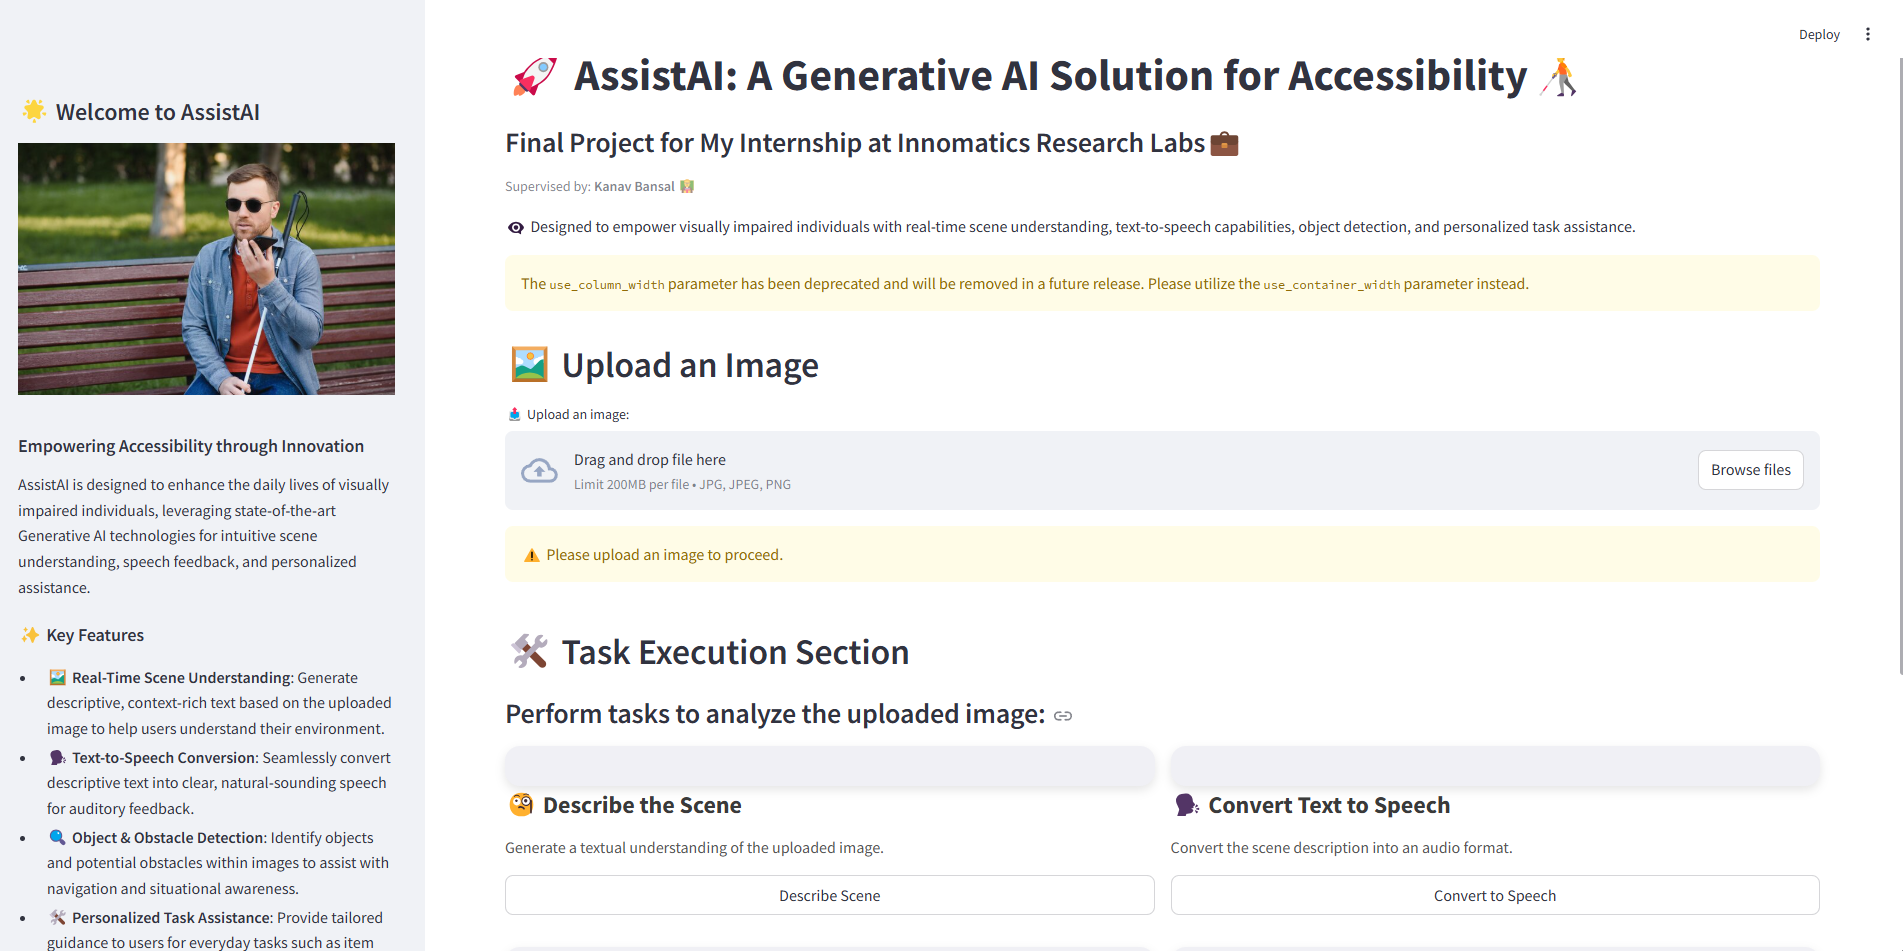 Deploy
AssistAI: A Generative AI Solution for Accessibility
Final Project for My Internship at Innomatics Research Labs
Supervised by: Kanav Bansal
Designed to empower visually impaired individuals with real-time scene understanding, text-to-speech capabilities, object detection, and personalized task assistance.
The use_column_width parameter has been deprecated and will be removed in a future release. Please utilize the use_container_width parameter instead.
Upload an Image
Upload an image:
Drag and drop file here
Limit 200MB per file • JPG, JPEG, PNG
Browse files
Please upload an image to proceed.
Task Execution Section
Perform tasks to analyze the uploaded image:
Describe the Scene
Generate a textual understanding of the uploaded image.
Describe Scene
Convert Text to Speech
Convert the scene description into an audio format.
Convert to Speech
Welcome to AssistAI
Empowering Accessibility through Innovation
AssistAI is designed to enhance the daily lives of visually
impaired individuals, leveraging state-of-the-art
Generative AI technologies for intuitive scene
understanding, speech feedback, and personalized
assistance.
Key Features
• Real-Time Scene Understanding: Generate
descriptive, context-rich text based on the uploaded
image to help users understand their environment.
• Text-to-Speech Conversion: Seamlessly convert
descriptive text into clear, natural-sounding speech
for auditory feedback.
• Object & Obstacle Detection: Identify objects
and potential obstacles within images to assist with
navigation and situational awareness.
• Personalized Task Assistance: Provide tailored
guidance to users for everyday tasks such as item